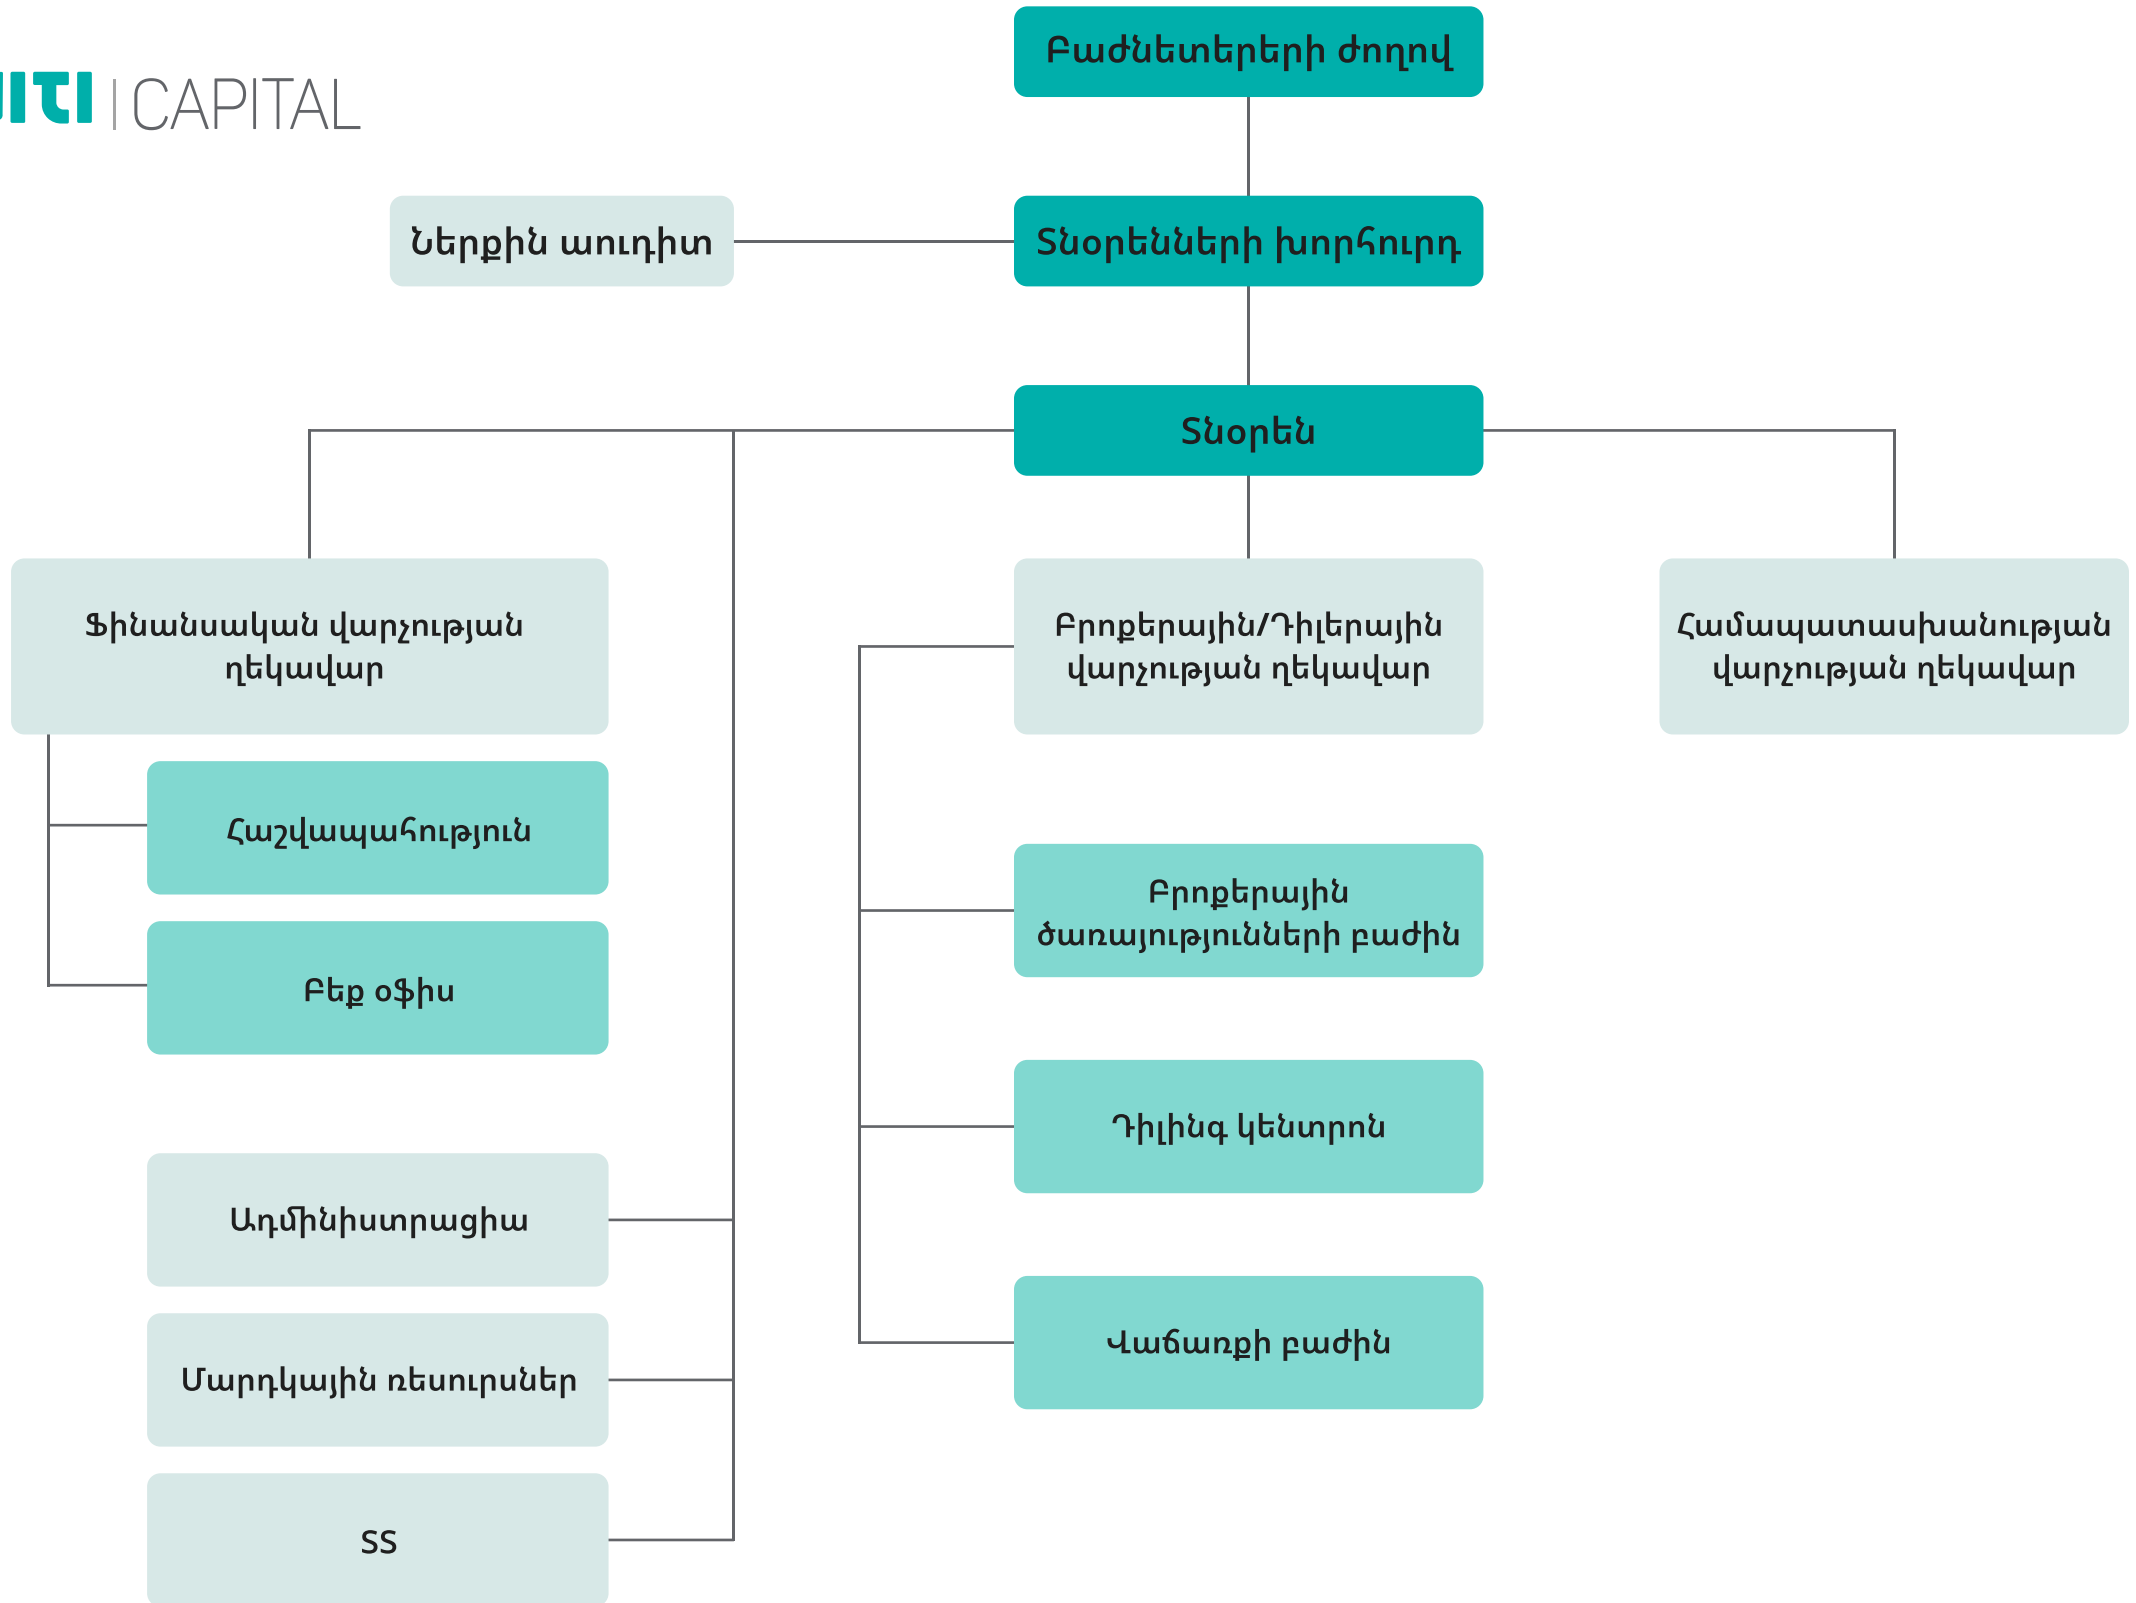 Բաժնետերերի ժողով
CAPITAL
Ներքին աուդիտ
Տնօրենների խորհուրդ
Տնօրեն
Ֆինանսական վարչության
ղեկավար
Բրոքերային/Դիլերային
վարչության ղեկավար
Համապատասխանության
վարչության ղեկավար
Հաշվապահություն
Բեք օֆիս
Բրոքերային
ծառայությունների բաժին
Դիլինգ կենտրոն
Ադմինիստրացիա
Մարդկային ռեսուրսներ
Վաճառքի բաժին
ՏՏ